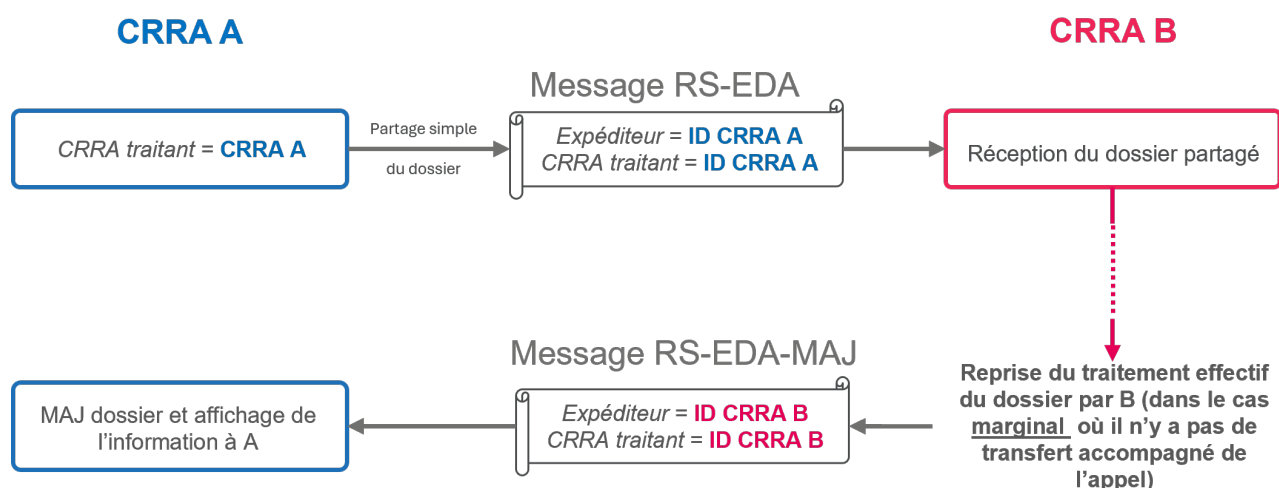 CRRA A
CRRA B
Message RS-EDA
CRRA traitant = CRRA A
Partage simple
du dossier
Expéditeur = ID CRRA A
CRRA traitant = ID CRRA A
Réception du dossier partagé
Message RS-EDA-MAJ
MAJ dossier et affichage de
l’information à A
Expéditeur = ID CRRA B
CRRA traitant = ID CRRA B
Reprise du traitement effectif
du dossier par B (dans le cas
marginal où il n’y a pas de
transfert accompagné de
l’appel)